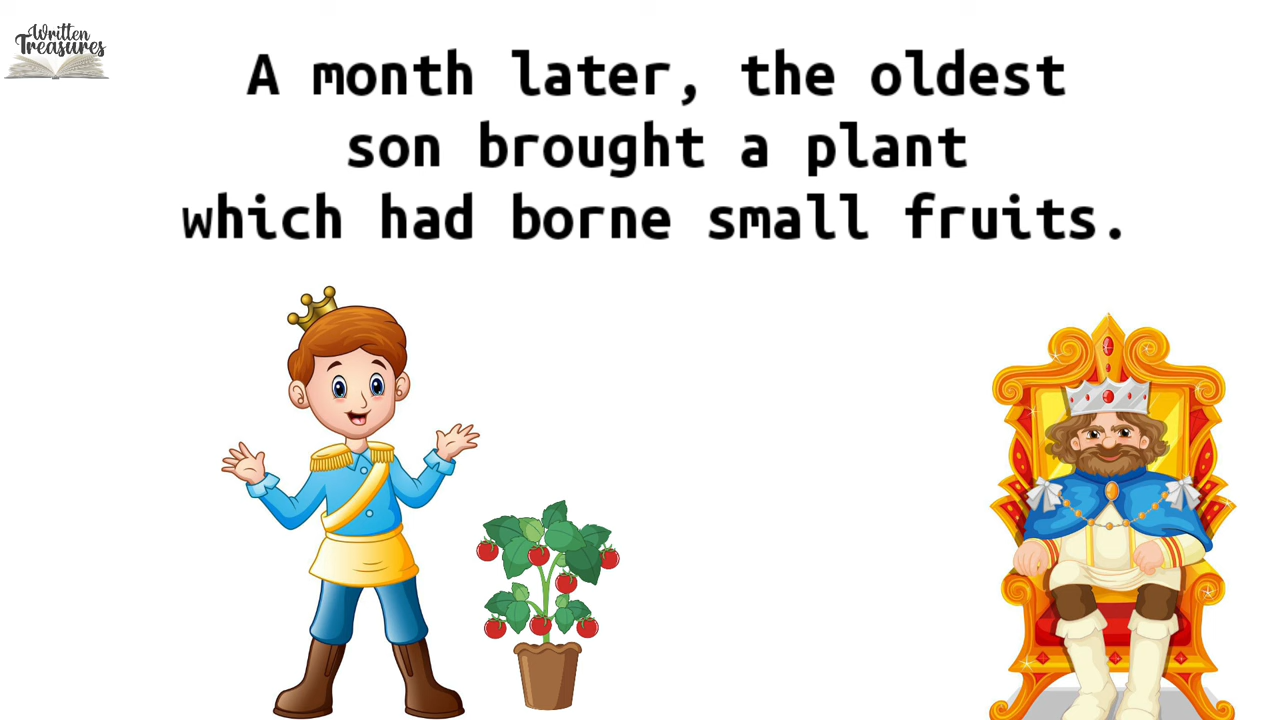 Written
Treasures
A month later, the oldest
son brought a plant
which had borne small fruits.